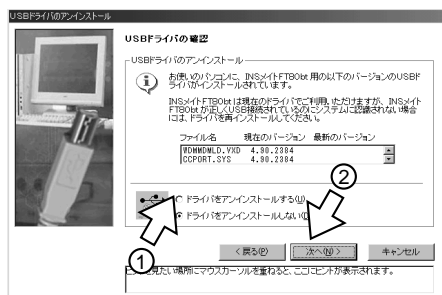 USBドライバのアンインストール
USBドライバの確認
USBドライバのアンインストール
お使いのパソコンに、INSメイトFT80bt 用の以下のバージョンのUSBド
ライバがインストールされています。
INSメイトFT80bt は現在のドライバでご利用いただけますが、INSメイト
FT80bt が正しくUSB接続されているのにシステムに認識されない場合
には、ドライバを再インストールしてください。
ファイル名 現在のバージョン 最新のバージョン
WDMMDMLD.VXD 4.90.2384
CCPORT.SYS 4.90.2384
②
ドライバをアンインストールする(U)
ドライバをアンインストールしない
①
< 戻る(P) 次へ(N) > キャンセル
見たい場所にマウスカーソルを重ねると、ここにヒントが表示されます。